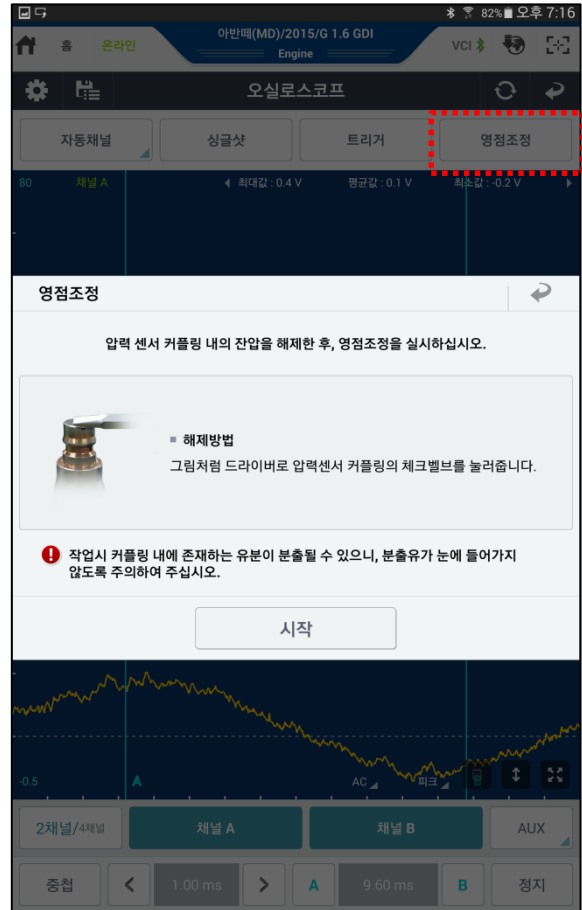 82% 오후 7:16
홈 온라인 아반떼(MD)/2015/G 1.6 GDI VCI
Engine
오실로스코프
자동채널 싱글샷 트리거 영점조정
80 채널 A 최대값 : 0.4 V 평균값 : 0.1 V 최소값 : -0.2 V
영점조정
압력 센서 커플링 내의 잔압을 해제한 후, 영점조정을 실시하십시오.
해제방법
그림처럼 드라이버로 압력센서 커플링의 체크벨브를 눌러줍니다.
작업시 커플링 내에 존재하는 유분이 분출될 수 있으니, 분출유가 눈에 들어가지
않도록 주의하여 주십시오.
시작
-0.5 A AC 피크 B
2채널/4채널 채널 A 채널 B AUX
중첩 1.00 ms A 9.60 ms B 정지